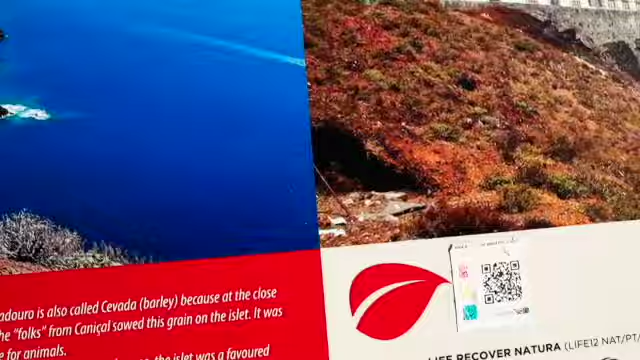 is also called Cevada (barley) because at the close
"folks" from Caniçal sowed this grain on the islet. It was
for animals.
the islet was a favoured
LIFE RECOVER NATURA (LIFE12 NAT/PT/